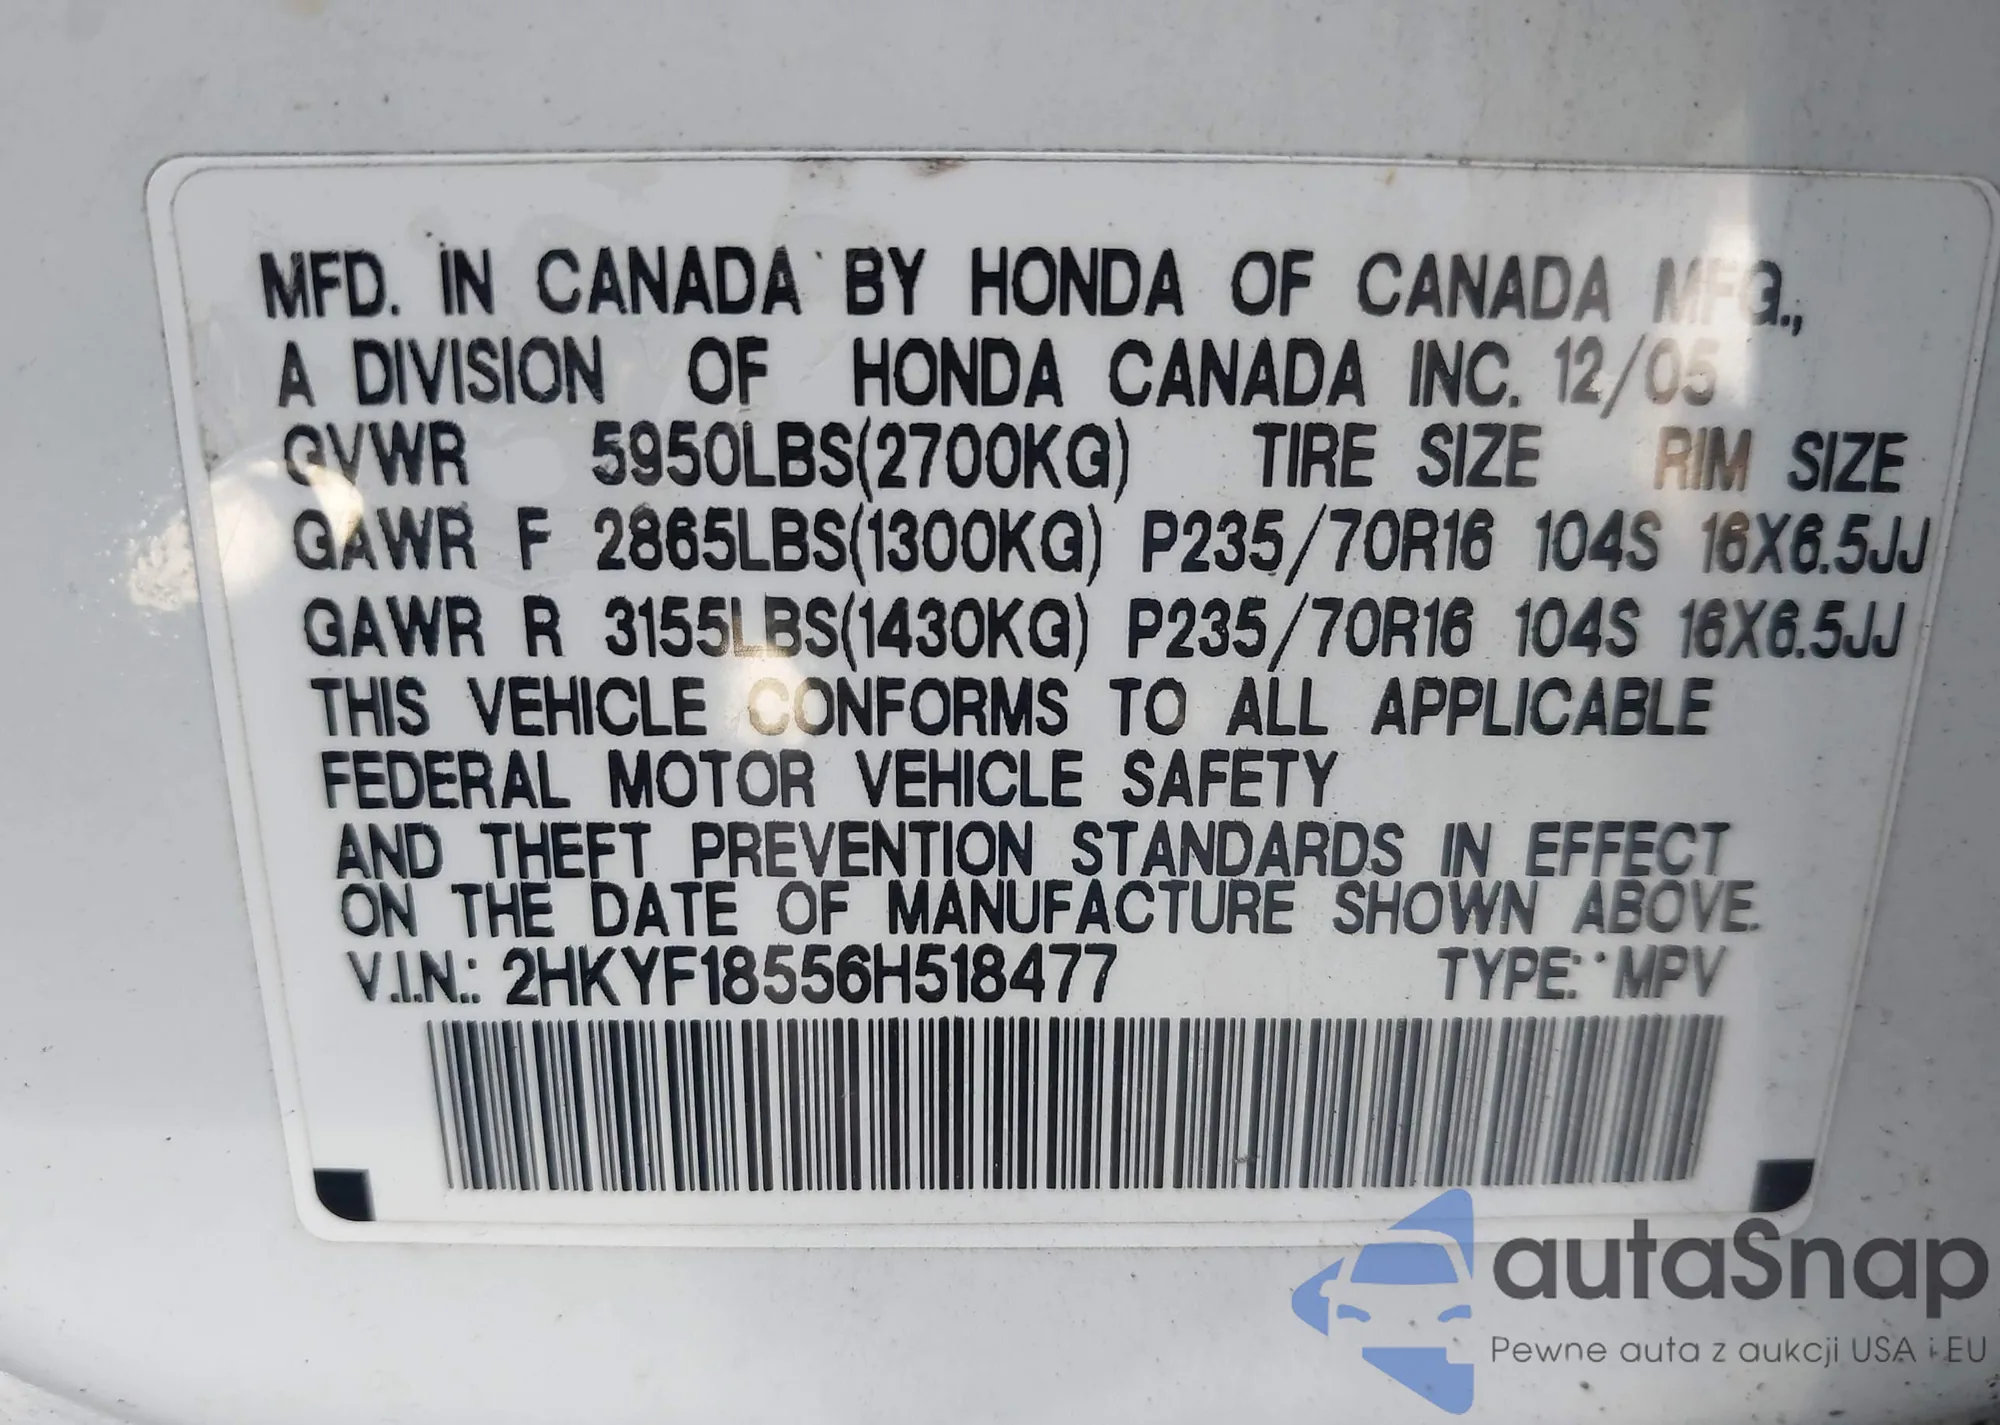 MFD. IN CANADA BY HONDA OF CANADA MFG.,
A DIVISION OF HONDA CANADA INC. 12/05
GVWR 5950LBS(2700KG) TIRE SIZE RIM SIZE
GAWR F 2865LBS(1300KG) P235/70R16 104S 16X6.5JJ
GAWR R 3155LBS(1430KG) P235/70R16 104S 16X6.5JJ
THIS VEHICLE CONFORMS TO ALL APPLICABLE
FEDERAL MOTOR VEHICLE SAFETY
AND THEFT PREVENTION STANDARDS IN EFFECT
ON THE DATE OF MANUFACTURE SHOWN ABOVE.
V.I.N.: 2HKYF18556H518477 TYPE: MPV
autaSnap
Pewne auta z aukcji USA i EU